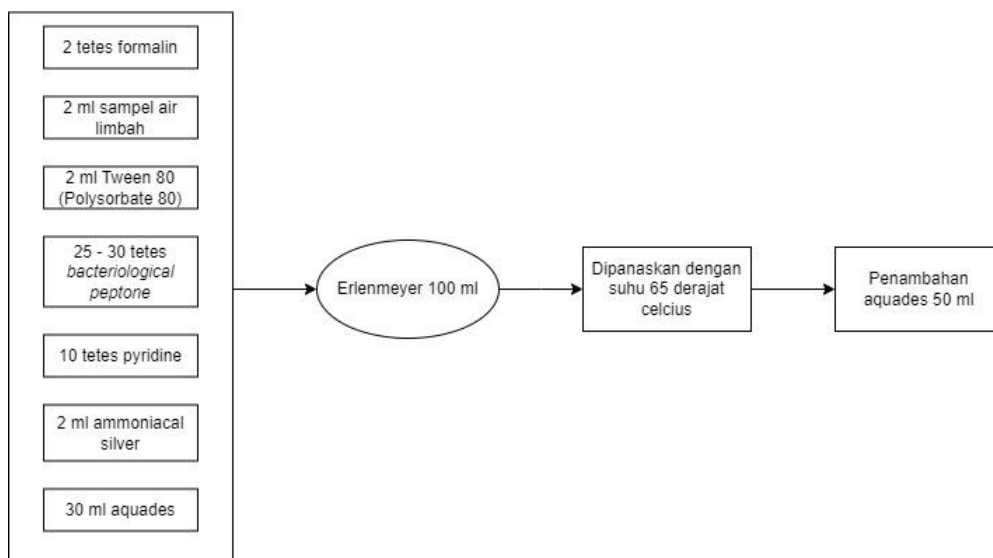 2 tetes formalin
2 ml sampel air
limbah
2 ml Tween 80
(Polysorbate 80)
25 - 30 tetes
bacteriological
peptone
10 tetes pyridine
2 ml ammoniacal
silver
30 ml aquades
Erlenmeyer 100 ml
Dipanaskan dengan
suhu 65 derajat
celcius
Penambahan
aquades 50 ml